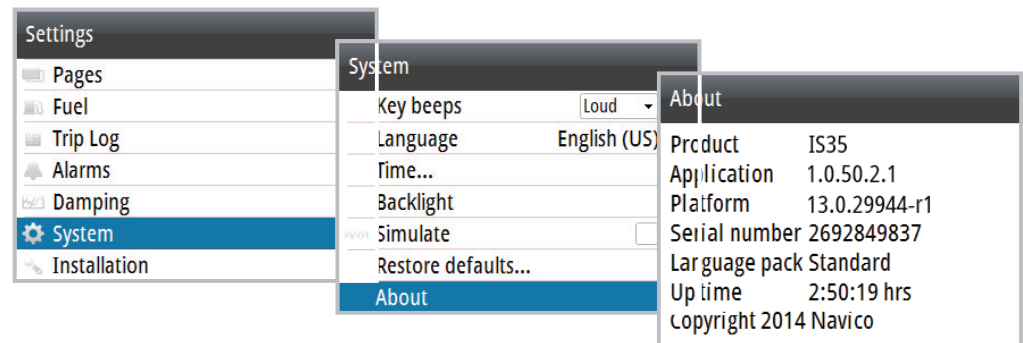 Settings
Pages
Fuel
Trip Log
Alarms
Damping
System
Installation
System
Key beeps Loud
Language English (US)
Time...
Backlight
Simulate
Restore defaults...
About
About
Product IS35
Application 1.0.50.2.1
Platform 13.0.29944-r1
Serial number 2692849837
Language pack Standard
Up time 2:50:19 hrs
Copyright 2014 Navico